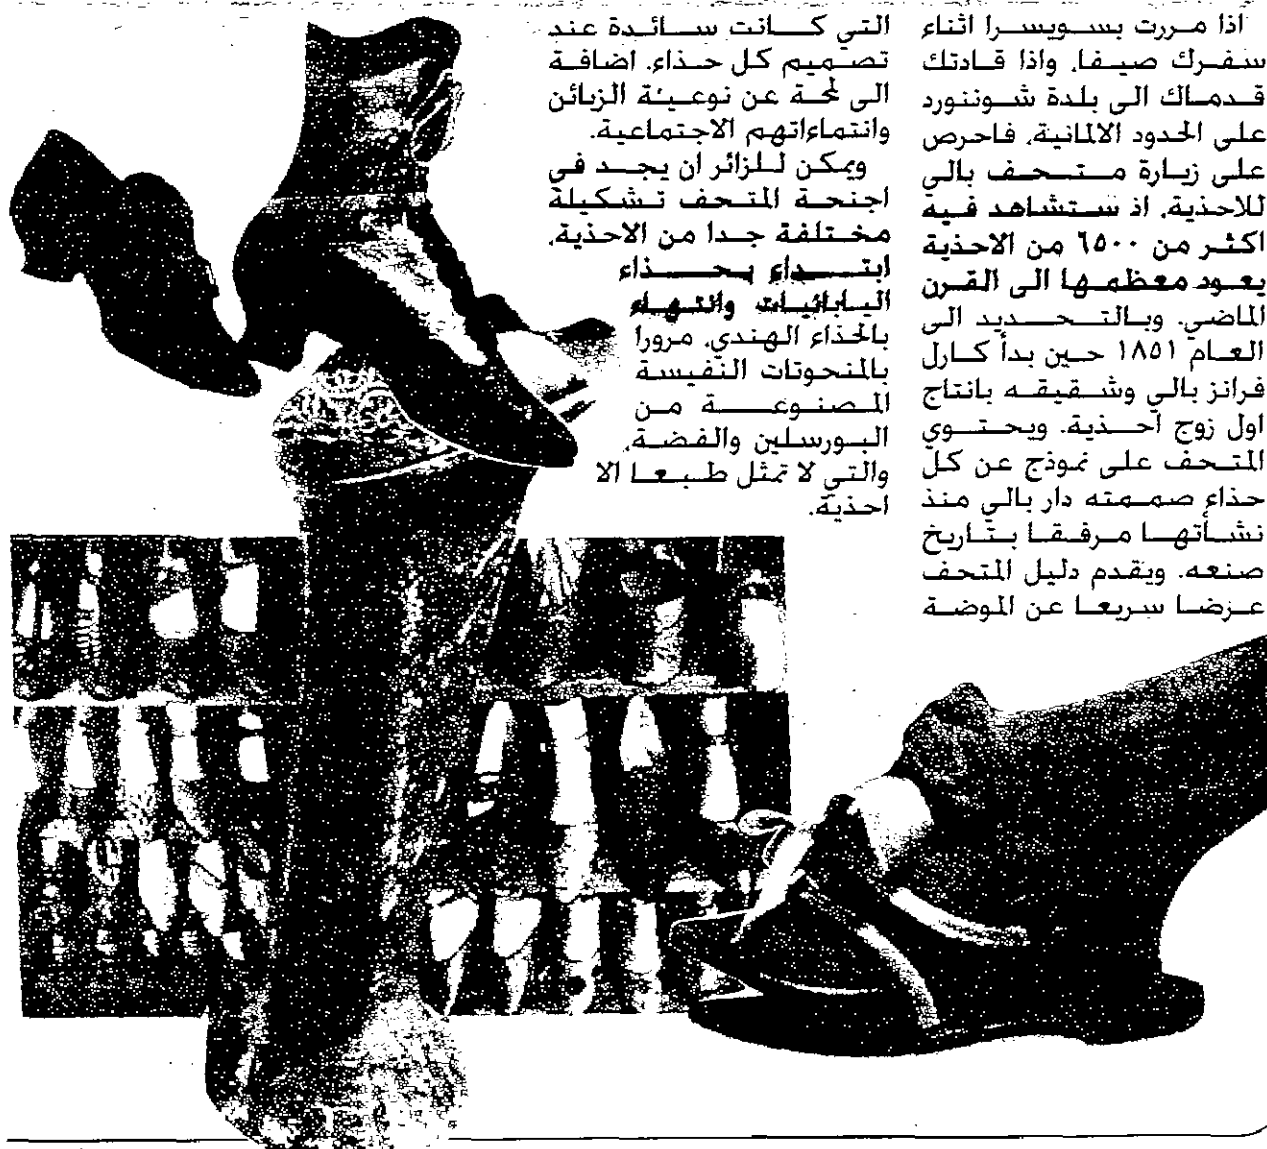 اذا مررت بسويسرا اثناء
سفرك صيفا، واذا قادتك
قدماك الى بلدة شوننورد
على الحدود الالمانية، فاحرص
على زيارة متحف بالي
للاحذية، اذ ستشاهد فيه
اكثر من ٦٥٠٠ من الاحذية
يعود معظمها الى القرن
الماضي. وبالتحديد الى
العام ١٨٥١ حين بدأ كارل
فرانز بالي وشقيقه بانتاج
اول زوج احذية. ويحتوي
المتحف على نموذج عن كل
حذاء صممته دار بالي منذ
نشأتها مرفقا بتاريخ
صنعه. ويقدم دليل المتحف
عرضا سريعا عن الموضة
التي كانت سائدة عند
تصميم كل حذاء. اضافة
الى لمحة عن نوعية الزبائن
وانتماءاتهم الاجتماعية.
ويمكن للزائر ان يجد في
اجنحة المتحف تشكيلة
مختلفة جدا من الاحذية،
ابتداء بحذاء
اليابانيات وانتهاء
بالحذاء الهندي، مرورا
بالمنحوتات النفيسة
المصنوعة من
البورسلين والفضة،
والتي لا تمثل طبعا الا
احذية.